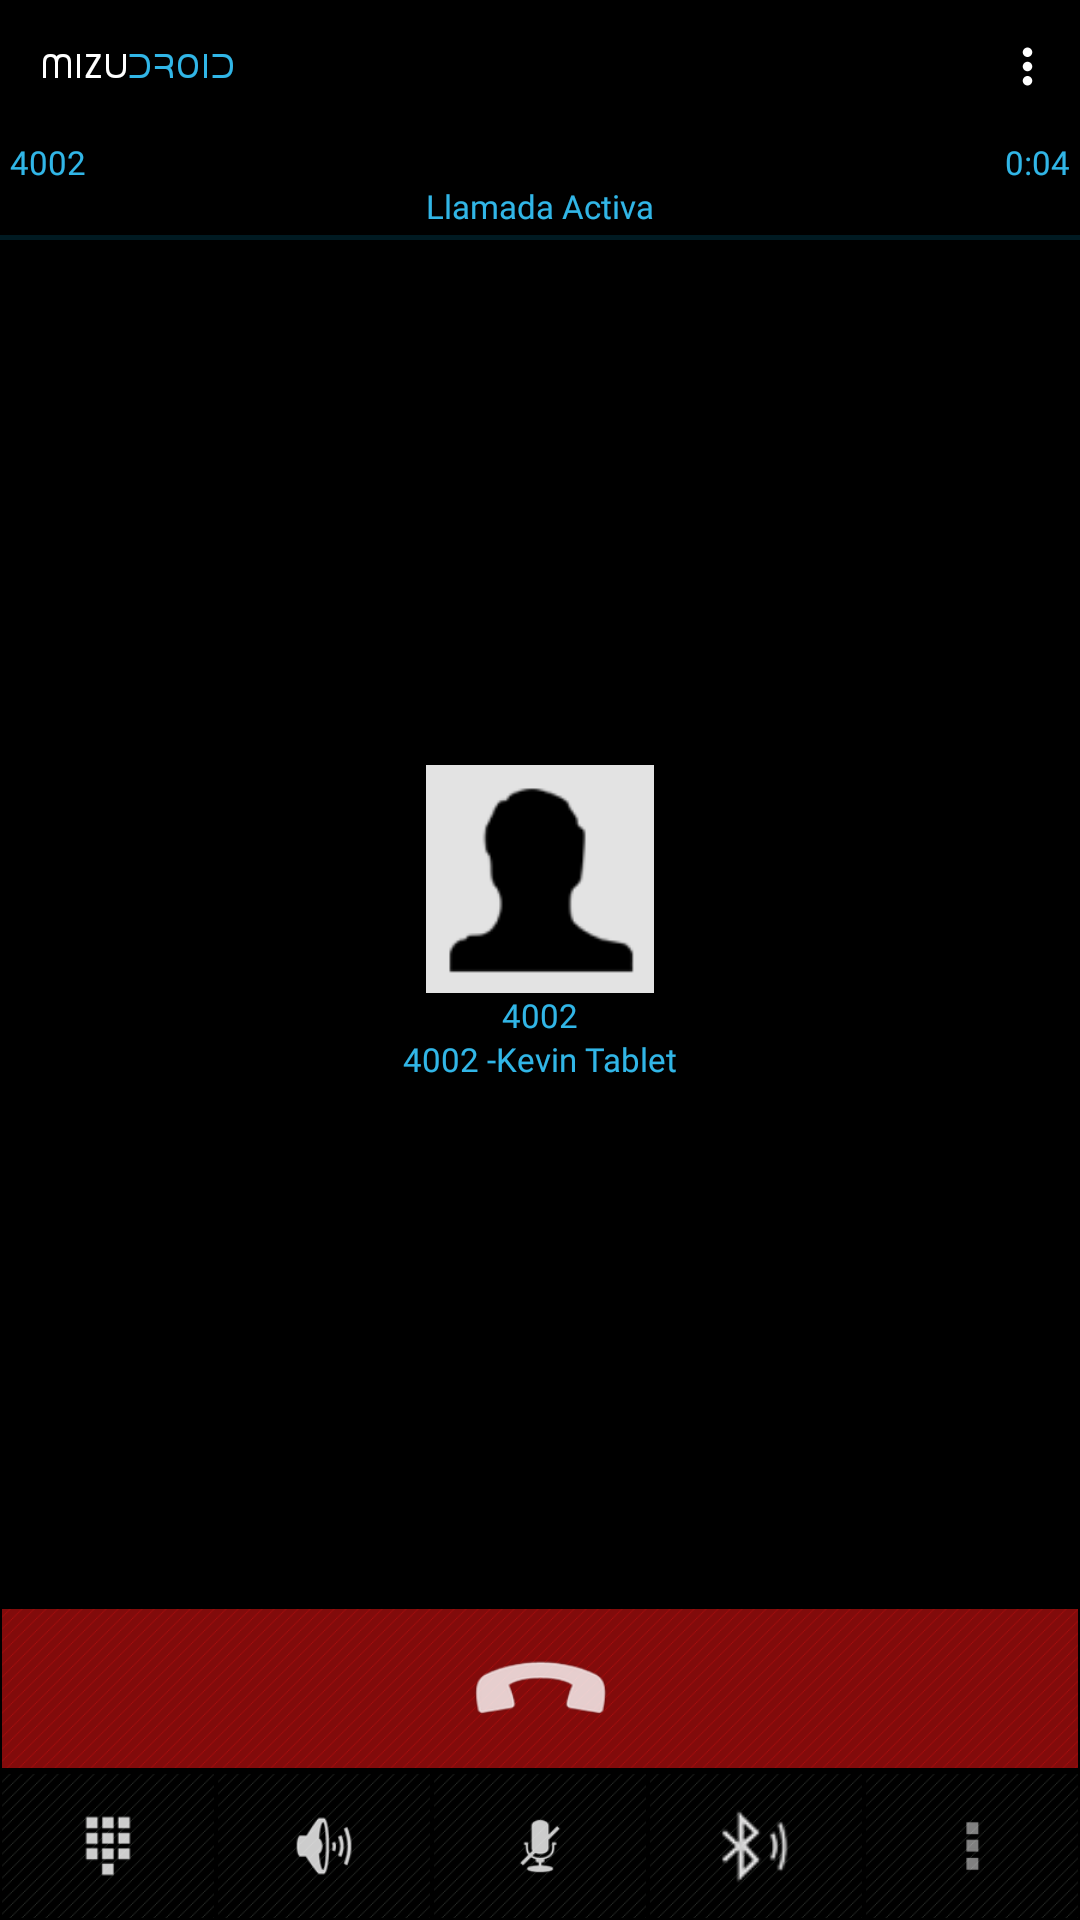 MIZUDROID
4002 0:04
Llamada Activa
4002
4002 -Kevin Tablet